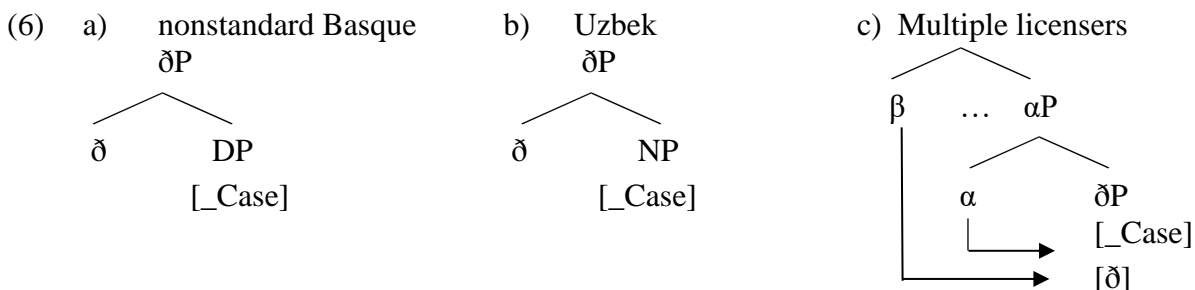 (6) a) nonstandard Basque b) Uzbek c) Multiple licensers
ðP ðP
β … αP
ð DP ð NP
[_Case] [_Case] α ðP
[_Case]
[ð]